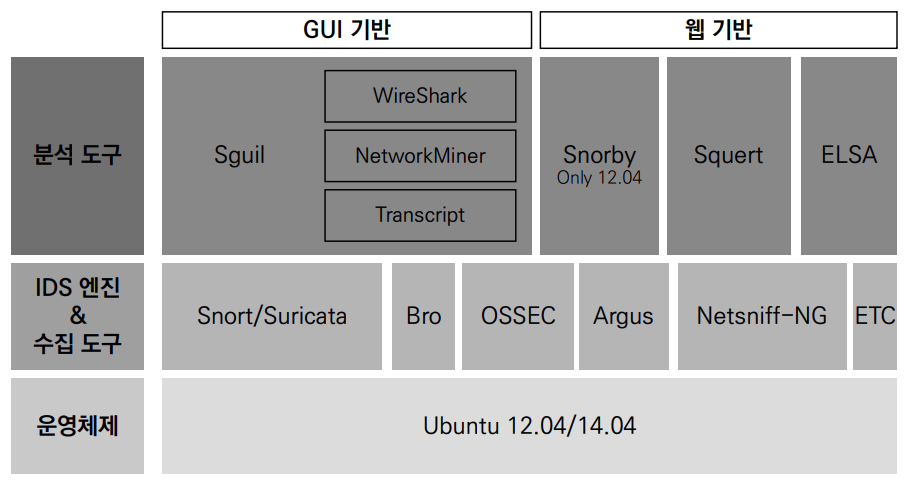 GUI 기반
웹 기반
분석 도구
Sguil
WireShark
NetworkMiner
Transcript
Snorby
Only 12.04
Squert
ELSA
IDS 엔진
&
수집 도구
Snort/Suricata
Bro
OSSEC
Argus
Netsniff-NG
ETC
운영체제
Ubuntu 12.04/14.04